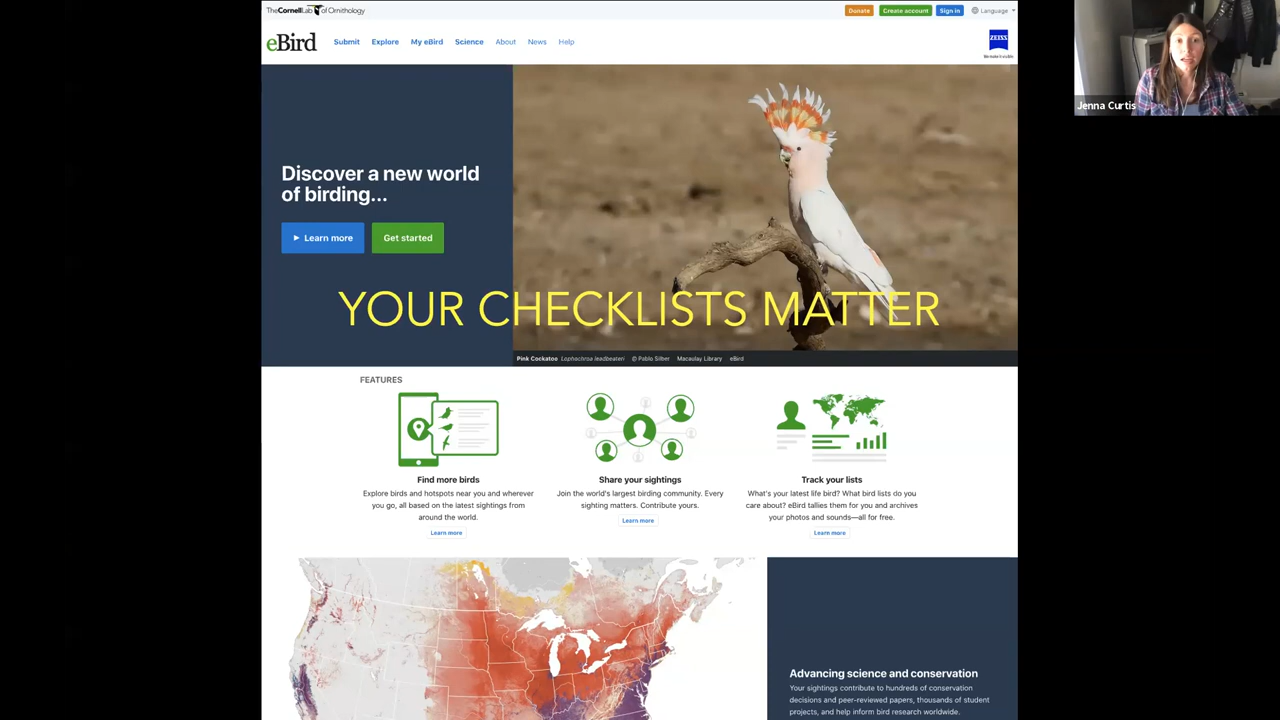 TheCornellLab of Ornithology
Donate
Create account
Sign in
Language
eBird
Submit
Explore
My eBird
Science
About
News
Help
ZEISS
Jenna Curtis
Discover a new world
of birding...
Learn more
Get started
YOUR CHECKLISTS MATTER
Pink Cockatoo Lophochroa leadbeateri © Pablo Silber Macaulay Library eBird
FEATURES
Find more birds
Explore birds and hotspots near you and wherever
you go, all based on the latest sightings from
around the world.
Learn more
Share your sightings
Join the world's largest birding community. Every
sighting matters. Contribute yours.
Learn more
Track your lists
What's your latest life bird? What bird lists do you
care about? eBird tallies them for you and archives
your photos and sounds—all for free.
Learn more
Advancing science and conservation
Your sightings contribute to hundreds of conservation
decisions and peer-reviewed papers, thousands of student
projects, and help inform bird research worldwide.